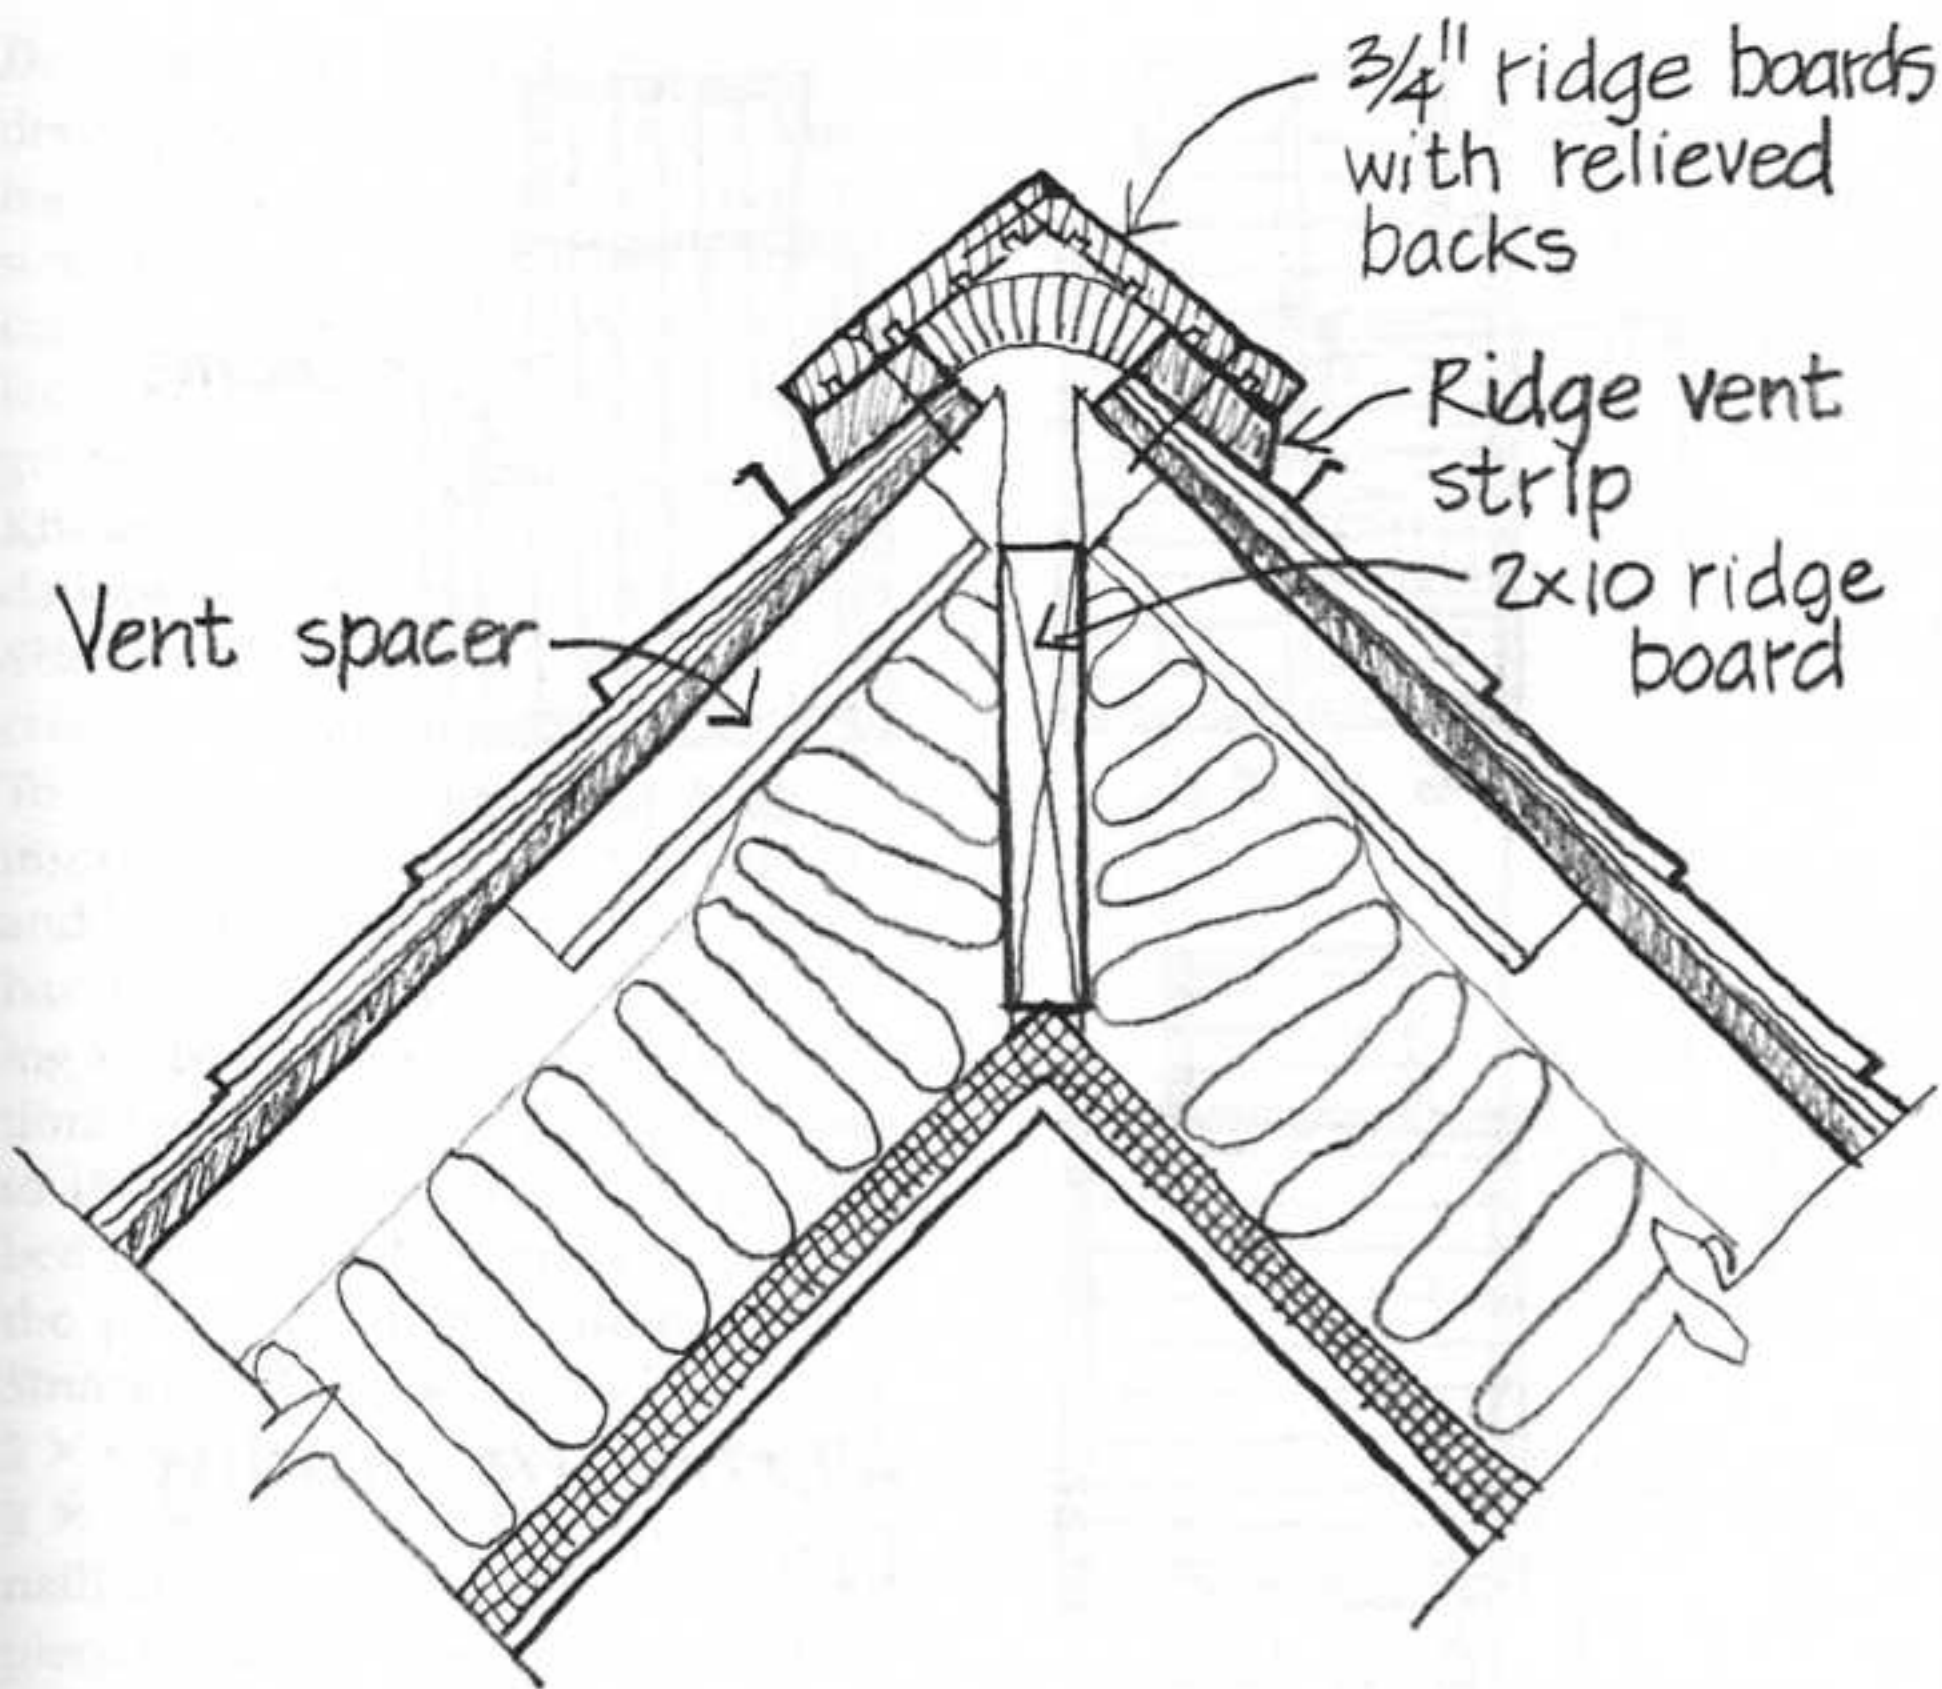 3/4" ridge boards
with relieved
backs
Ridge vent
strip
2x10 ridge
board
Vent spacer